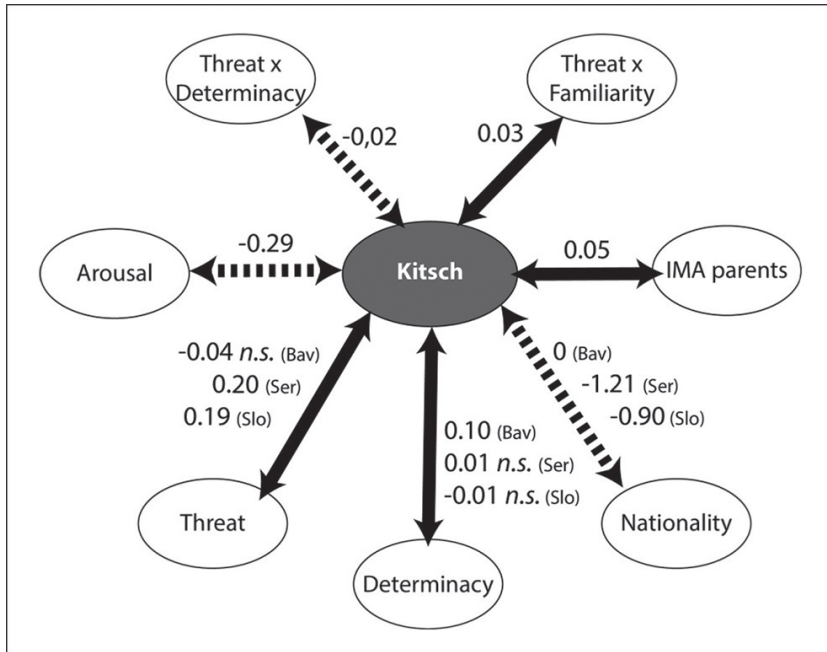 Threat x
Determinacy
Threat x
Familiarity
-0,02
0.03
Arousal
-0.29
Kitsch
0.05
IMA parents
-0.04 n.s. (Bav)
0.20 (Ser)
0.19 (Slo)
0 (Bav)
-1.21 (Ser)
-0.90 (Slo)
0.10 (Bav)
0.01 n.s. (Ser)
-0.01 n.s. (Slo)
Threat
Determinacy
Nationality